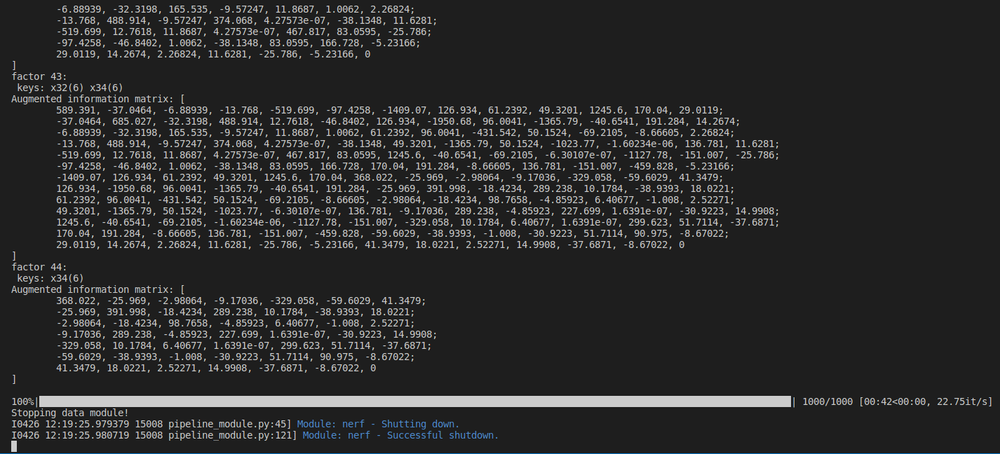 -6.88939, -32.3198, 165.535, -9.57247, 11.8687, 1.0062, 2.26824;
-13.768, 488.914, -9.57247, 374.068, 4.27573e-07, -38.1348, 11.6281;
-519.699, 12.7618, 11.8687, 4.27573e-07, 467.817, 83.0595, -25.786;
-97.4258, -46.8402, 1.0062, -38.1348, 83.0595, 166.728, -5.23166;
29.0119, 14.2674, 2.26824, 11.6281, -25.786, -5.23166, 0
]
factor 43:
keys: x32(6) x34(6)
Augmented information matrix: [
589.391, -37.0464, -6.88939, -13.768, -519.699, -97.4258, -1409.07, 126.934, 61.2392, 49.3201, 1245.6, 170.04, 29.0119;
-37.0464, 685.027, -32.3198, 488.914, 12.7618, -46.8402, 126.934, -1950.68, 96.0041, -1365.79, -40.6541, 191.284, 14.2674;
-6.88939, -32.3198, 165.535, -9.57247, 11.8687, 1.0062, 61.2392, 96.0041, -431.542, 50.1524, -69.2105, -8.66605, 2.26824;
-13.768, 488.914, -9.57247, 374.068, 4.27573e-07, -38.1348, 49.3201, -1365.79, 50.1524, -1023.77, -1.60234e-06, 136.781, 11.6281;
-519.699, 12.7618, 11.8687, 4.27573e-07, 467.817, 83.0595, 1245.6, -40.6541, -69.2105, -6.30107e-07, -1127.78, -151.007, -25.786;
-97.4258, -46.8402, 1.0062, -38.1348, 83.0595, 166.728, 170.04, 191.284, -8.66605, 136.781, -151.007, -459.828, -5.23166;
-1409.07, 126.934, 61.2392, 49.3201, 1245.6, 170.04, 368.022, -25.969, -2.98064, -9.17036, -329.058, -59.6029, 41.3479;
126.934, -1950.68, 96.0041, -1365.79, -40.6541, 191.284, -25.969, 391.998, -18.4234, 289.238, 10.1784, -38.9393, 18.0221;
61.2392, 96.0041, -431.542, 50.1524, -69.2105, -8.66605, -2.98064, -18.4234, 98.7658, -4.85923, 6.40677, -1.008, 2.52271;
49.3201, -1365.79, 50.1524, -1023.77, -6.30107e-07, 136.781, -9.17036, 289.238, -4.85923, 227.699, 1.6391e-07, -30.9223, 14.9908;
1245.6, -40.6541, -69.2105, -1.60234e-06, -1127.78, -151.007, -329.058, 10.1784, 6.40677, 1.6391e-07, 299.623, 51.7114, -37.6871;
170.04, 191.284, -8.66605, 136.781, -151.007, -459.828, -59.6029, -38.9393, -1.008, -30.9223, 51.7114, 90.975, -8.67022;
29.0119, 14.2674, 2.26824, 11.6281, -25.786, -5.23166, 41.3479, 18.0221, 2.52271, 14.9908, -37.6871, -8.67022, 0
]
factor 44:
keys: x34(6)
Augmented information matrix: [
368.022, -25.969, -2.98064, -9.17036, -329.058, -59.6029, 41.3479;
-25.969, 391.998, -18.4234, 289.238, 10.1784, -38.9393, 18.0221;
-2.98064, -18.4234, 98.7658, -4.85923, 6.40677, -1.008, 2.52271;
-9.17036, 289.238, -4.85923, 227.699, 1.6391e-07, -30.9223, 14.9908;
-329.058, 10.1784, 6.40677, 1.6391e-07, 299.623, 51.7114, -37.6871;
-59.6029, -38.9393, -1.008, -30.9223, 51.7114, 90.975, -8.67022;
41.3479, 18.0221, 2.52271, 14.9908, -37.6871, -8.67022, 0
]
100%| | 1000/1000 [00:42<00:00, 22.75it/s]
Stopping data module!
I0426 12:19:25.979379 15008 pipeline_module.py:45] Module: nerf - Shutting down.
I0426 12:19:25.980719 15008 pipeline_module.py:121] Module: nerf - Successful shutdown.